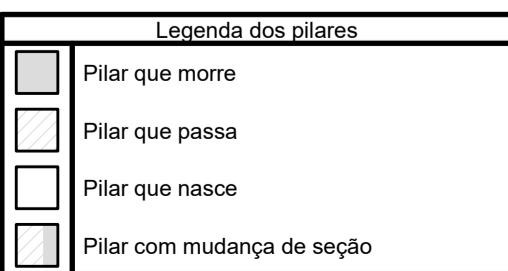 Legenda dos pilares
Pilar que morre
Pilar que passa
Pilar que nasce
Pilar com mudança de seção